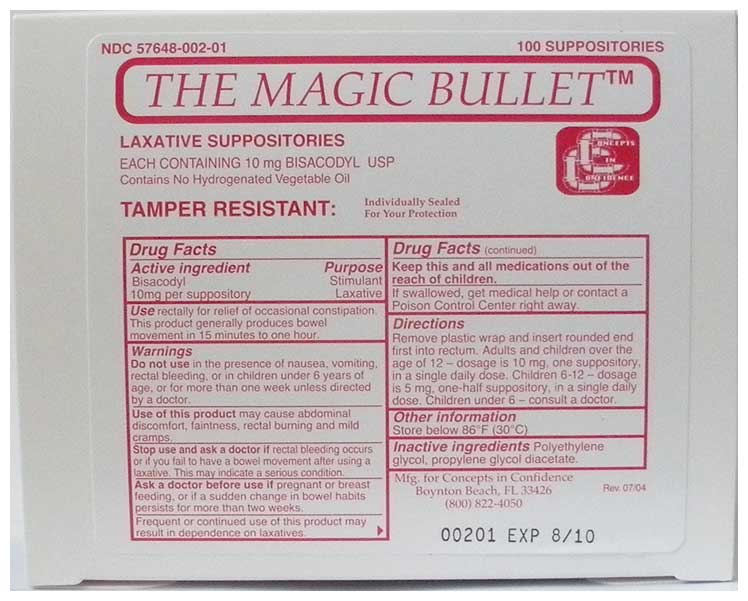 NDC 57648-002-01
100 SUPPOSITORIES
THE MAGIC BULLET™
LAXATIVE SUPPOSITORIES
EACH CONTAINING 10 mg BISACODYL USP
Contains No Hydrogenated Vegetable Oil
CONCEPTS
IN
CONFIDENCE
TAMPER RESISTANT:
Individually Sealed
For Your Protection
Drug Facts
Active ingredient Purpose
Bisacodyl Stimulant
10mg per suppository Laxative
Use rectally for relief of occasional constipation.
This product generally produces bowel
movement in 15 minutes to one hour.
Warnings
Do not use in the presence of nausea, vomiting,
rectal bleeding, or in children under 6 years of
age, or for more than one week unless directed
by a doctor.
Use of this product may cause abdominal
discomfort, faintness, rectal burning and mild
cramps.
Stop use and ask a doctor if rectal bleeding occurs
or if you fail to have a bowel movement after using a
laxative. This may indicate a serious condition.
Ask a doctor before use if pregnant or breast
feeding, or if a sudden change in bowel habits
persists for more than two weeks.
Frequent or continued use of this product may
result in dependence on laxatives.
Drug Facts (continued)
Keep this and all medications out of the
reach of children.
If swallowed, get medical help or contact a
Poison Control Center right away.
Directions
Remove plastic wrap and insert rounded end
first into rectum. Adults and children over the
age of 12 – dosage is 10 mg, one suppository,
in a single daily dose. Children 6-12 – dosage
is 5 mg, one-half suppository, in a single daily
dose. Children under 6 – consult a doctor.
Other information
Store below 86°F (30°C)
Inactive ingredients Polyethylene
glycol, propylene glycol diacetate.
Mfg. for Concepts in Confidence
Boynton Beach, FL 33426
(800) 822-4050
Rev. 07/04
00201 EXP 8/10